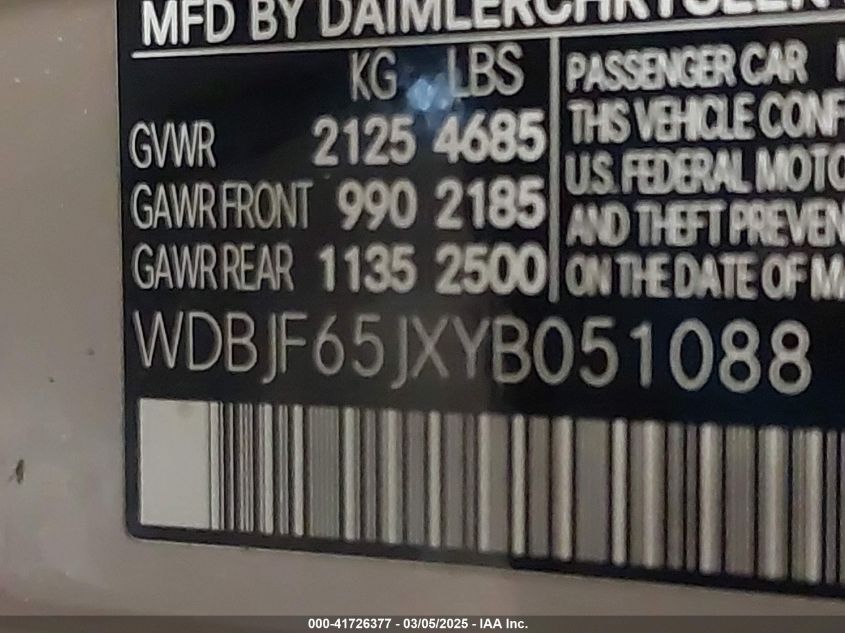 MFD BY DAIMLERCHRYSLER
KG LBS
GVWR 2125 4685
GAWR FRONT 990 2185
GAWR REAR 1135 2500
PASSENGER CAR
THIS VEHICLE CONF
U.S. FEDERAL MOTO
AND THEFT PREVEN
ON THE DATE OF MA
WDBJF65JXYB051088
000-41726377 - 03/05/2025 - IAA Inc.